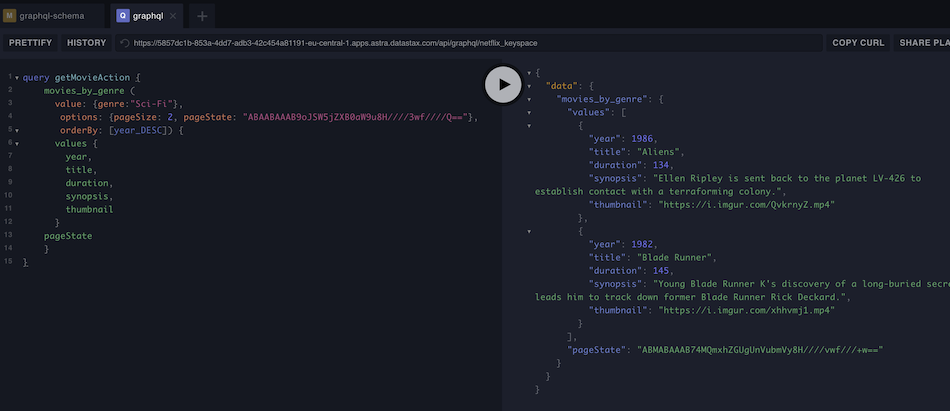 M graphql-schema
Q graphql × +
PRETTIFY HISTORY https://5857dc1b-853a-4dd7-adb3-42c454a81191-eu-central-1.apps.astra.datastax.com/api/graphql/netflix_keyspace COPY CURL SHARE PLA
1 query getMovieAction {
2 movies_by_genre (
3 value: {genre:"Sci-Fi"},
4 options: {pageSize: 2, pageState: "ABAABAAAB9oJ5W5jZXB0aW9u8H////3wf////Q=="},
5 orderBy: [year_DESC]) {
6 values {
7 year,
8 title,
9 duration,
10 synopsis,
11 thumbnail
12 }
13 pageState
14 }
15 }
{
"data": {
"movies_by_genre": {
"values": [
{
"year": 1986,
"title": "Aliens",
"duration": 134,
"synopsis": "Ellen Ripley is sent back to the planet LV-426 to
establish contact with a terraforming colony.",
"thumbnail": "https://i.imgur.com/QvkrnyZ.mp4"
},
{
"year": 1982,
"title": "Blade Runner",
"duration": 145,
"synopsis": "Young Blade Runner K's discovery of a long-buried secre
leads him to track down former Blade Runner Rick Deckard.",
"thumbnail": "https://i.imgur.com/xhhvmj1.mp4"
}
],
"pageState": "ABMABAAAB74MQmxhZGUgUnVubmVy8H////vwf///+w=="
}
}
}